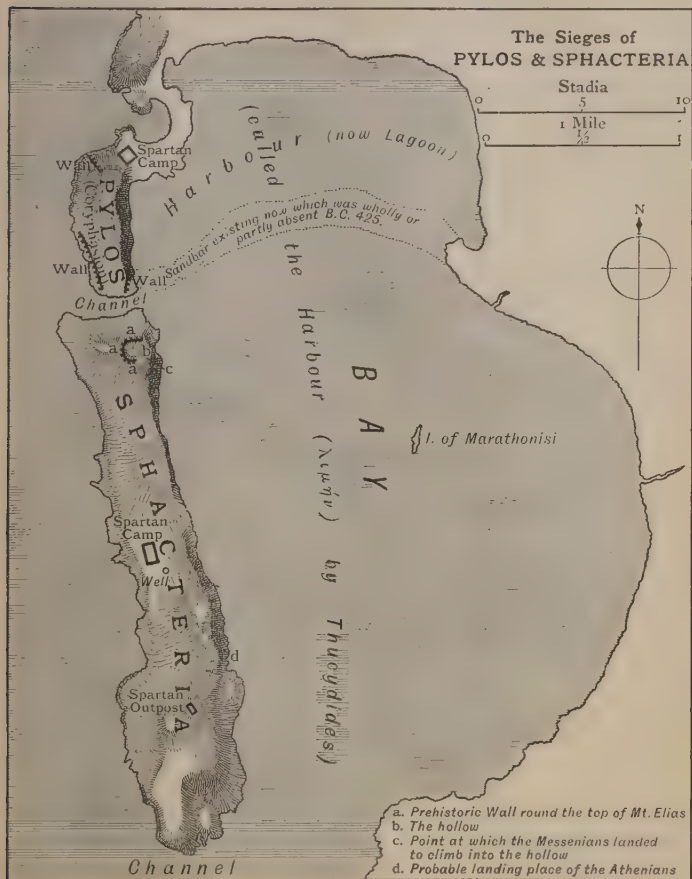 The Sieges of
PYLOS & SPHACTERIA
Stadia
0 5 10
1 Mile
0 ½ 1
N
Spartan
Camp
Wall
PYLOS
(Coryphasium)
Wall
Wall
Channel
Harbour (now Lagoon)
Sandbar existing now which was wholly or
partly absent B.C. 425.
(called the Harbour (λιμήν) by Thucydides)
BAY
I. of Marathonisi
a
a
b
a
c
SPHACTERIA
Spartan
Camp
Well
d
Spartan
Outpost
Channel
a. Prehistoric Wall round the top of Mt. Elias
b. The hollow
c. Point at which the Messenians landed
to climb into the hollow
d. Probable landing place of the Athenians